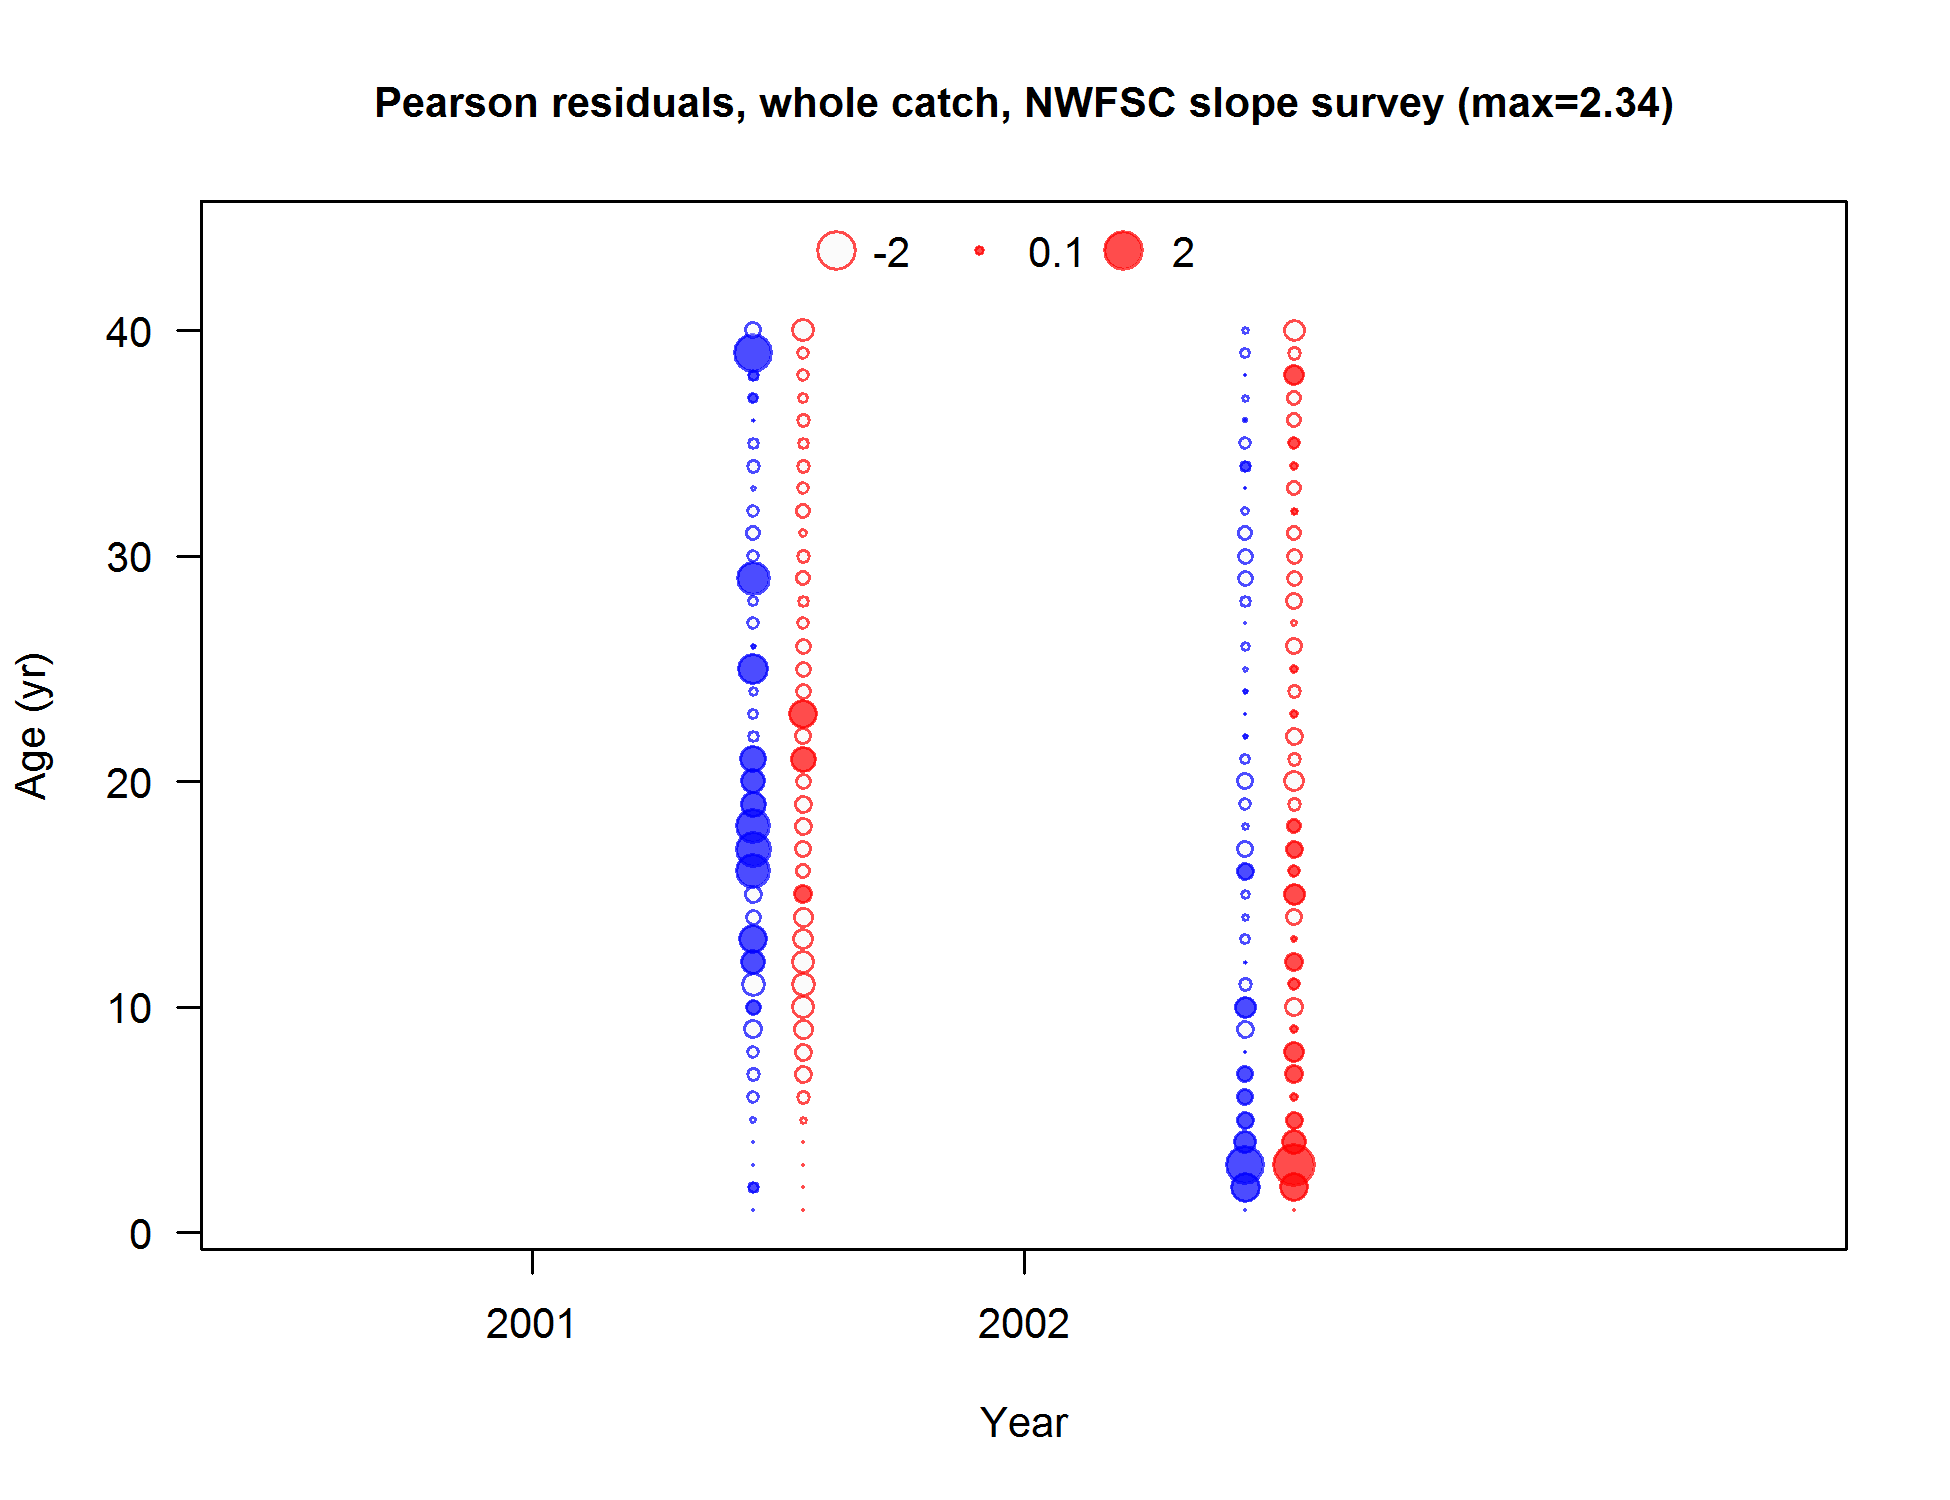 Pearson residuals, whole catch, NWFSC slope survey (max=2.34)
-2 0.1 2
40
30
20
10
0
Age (yr)
2001 2002
Year